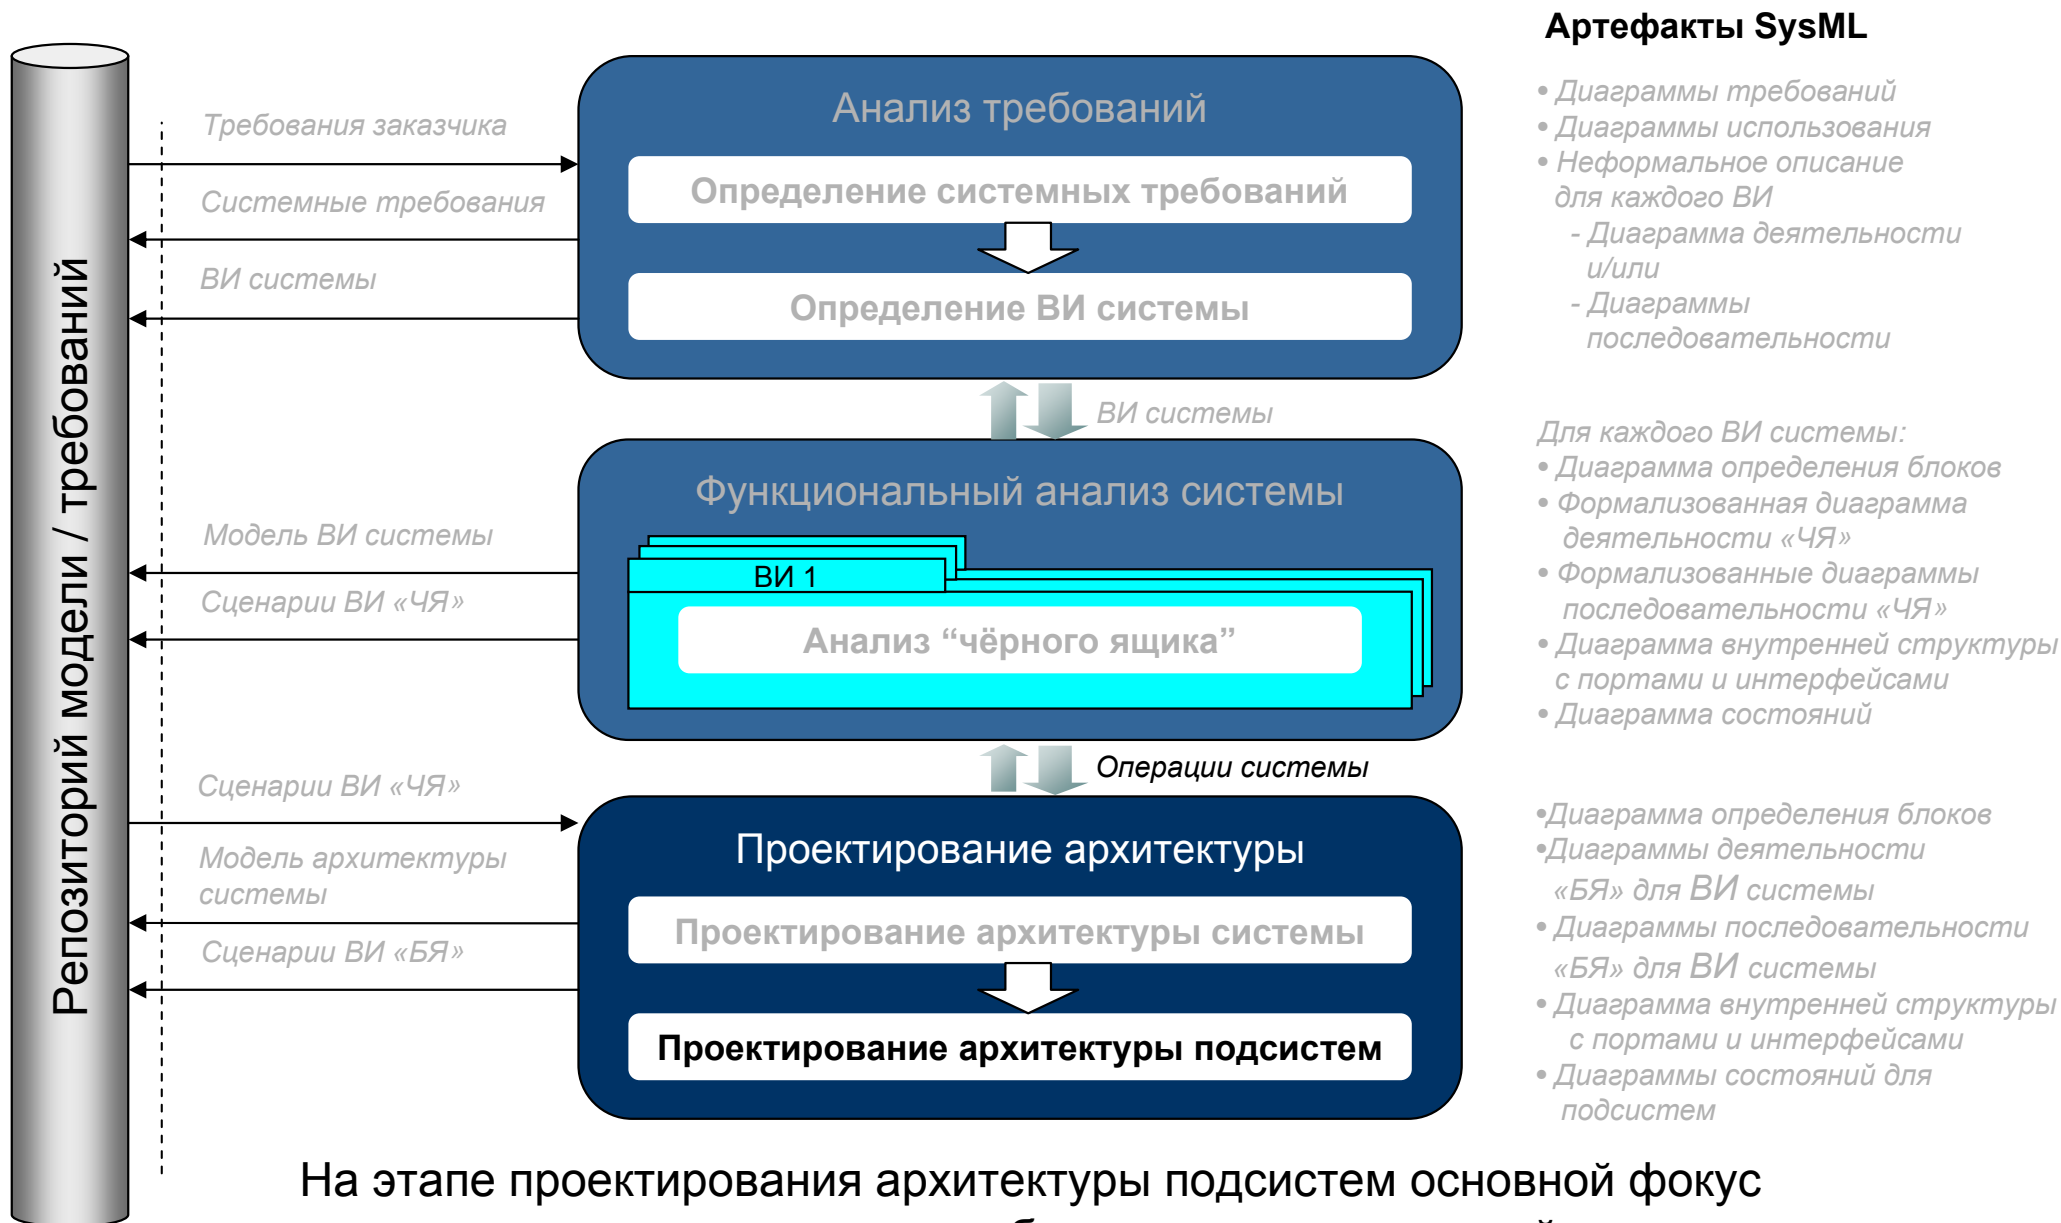 Артефакты SysML
Репозиторий модели / требований
Требования заказчика
Системные требования
ВИ системы
Анализ требований
Определение системных требований
Определение ВИ системы
• Диаграммы требований
• Диаграммы использования
• Неформальное описание
для каждого ВИ
- Диаграмма деятельности
и/или
- Диаграммы
последовательности
ВИ системы
Модель ВИ системы
Сценарии ВИ «ЧЯ»
Функциональный анализ системы
ВИ 1
Анализ “чёрного ящика”
Для каждого ВИ системы:
• Диаграмма определения блоков
• Формализованная диаграмма
деятельности «ЧЯ»
• Формализованные диаграммы
последовательности «ЧЯ»
• Диаграмма внутренней структуры
с портами и интерфейсами
• Диаграмма состояний
Операции системы
Сценарии ВИ «ЧЯ»
Модель архитектуры
системы
Сценарии ВИ «БЯ»
Проектирование архитектуры
Проектирование архитектуры системы
Проектирование архитектуры подсистем
•Диаграмма определения блоков
•Диаграммы деятельности
«БЯ» для ВИ системы
• Диаграммы последовательности
«БЯ» для ВИ системы
• Диаграмма внутренней структуры
с портами и интерфейсами
• Диаграммы состояний для
подсистем
На этапе проектирования архитектуры подсистем основной фокус